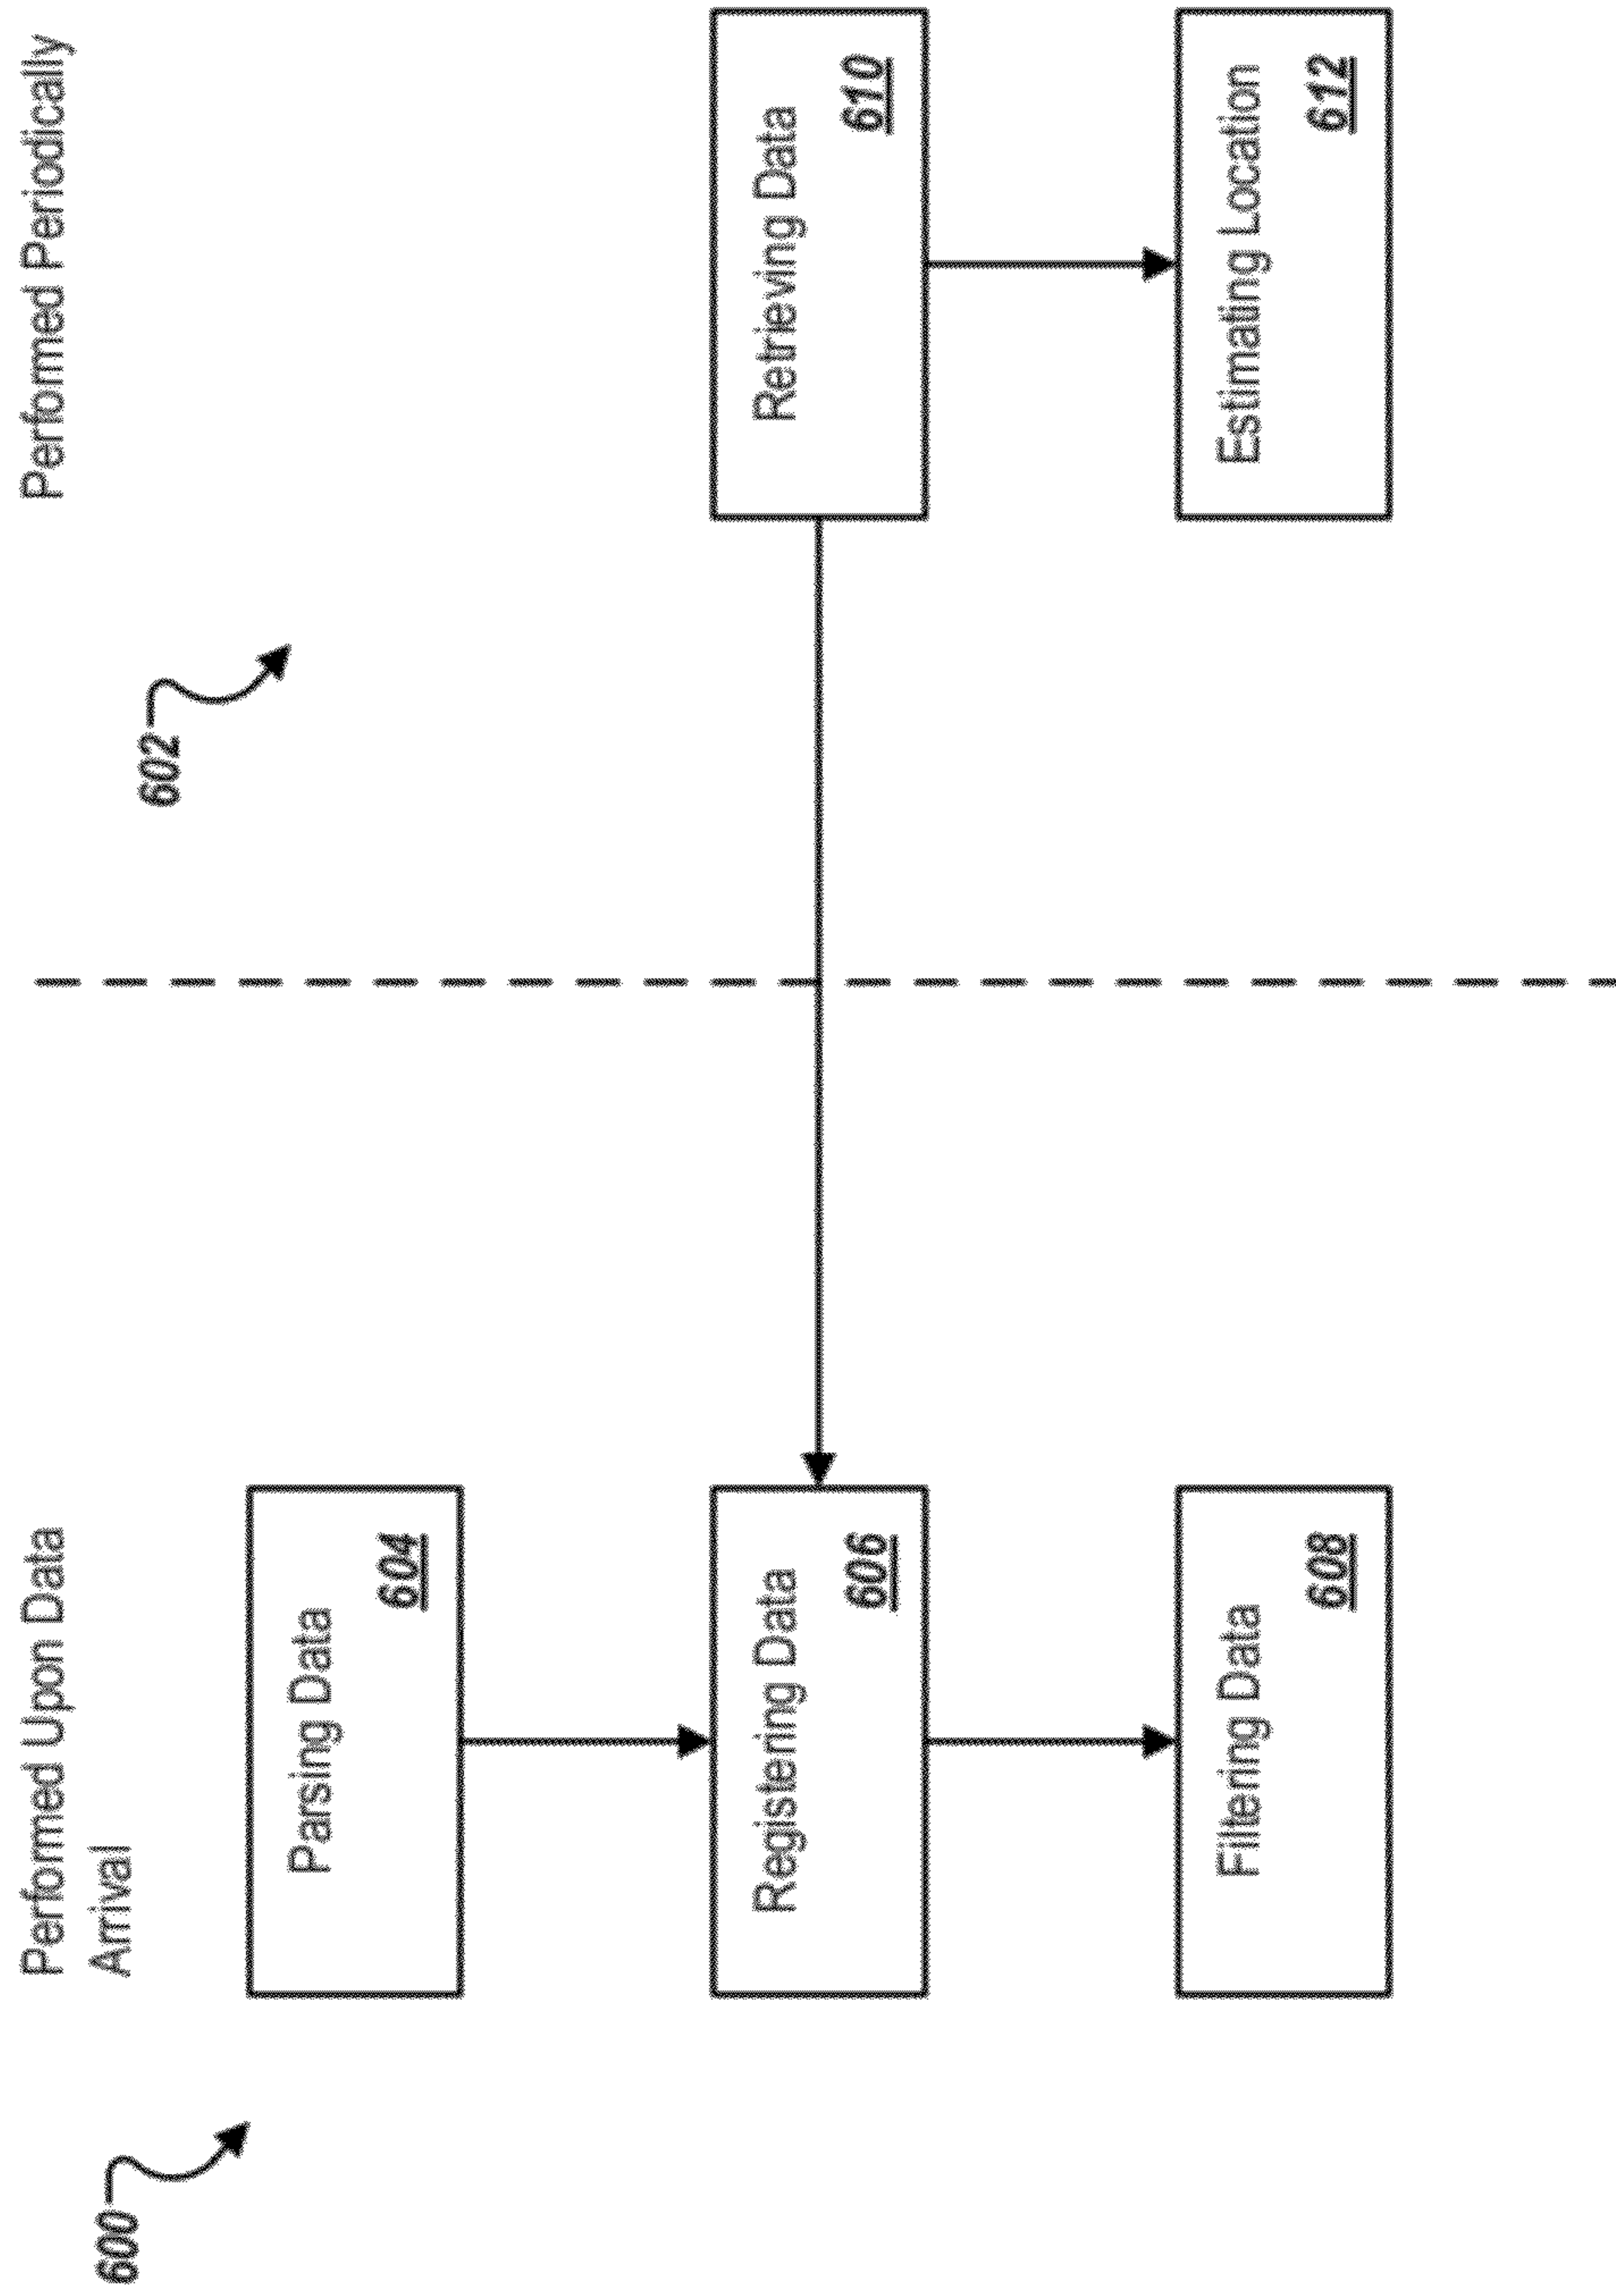 600
Performed Upon Data
Arrival
Parsing Data
604
Registering Data
606
Filtering Data
608
602
Performed Periodically
Retrieving Data
610
Estimating Location
612